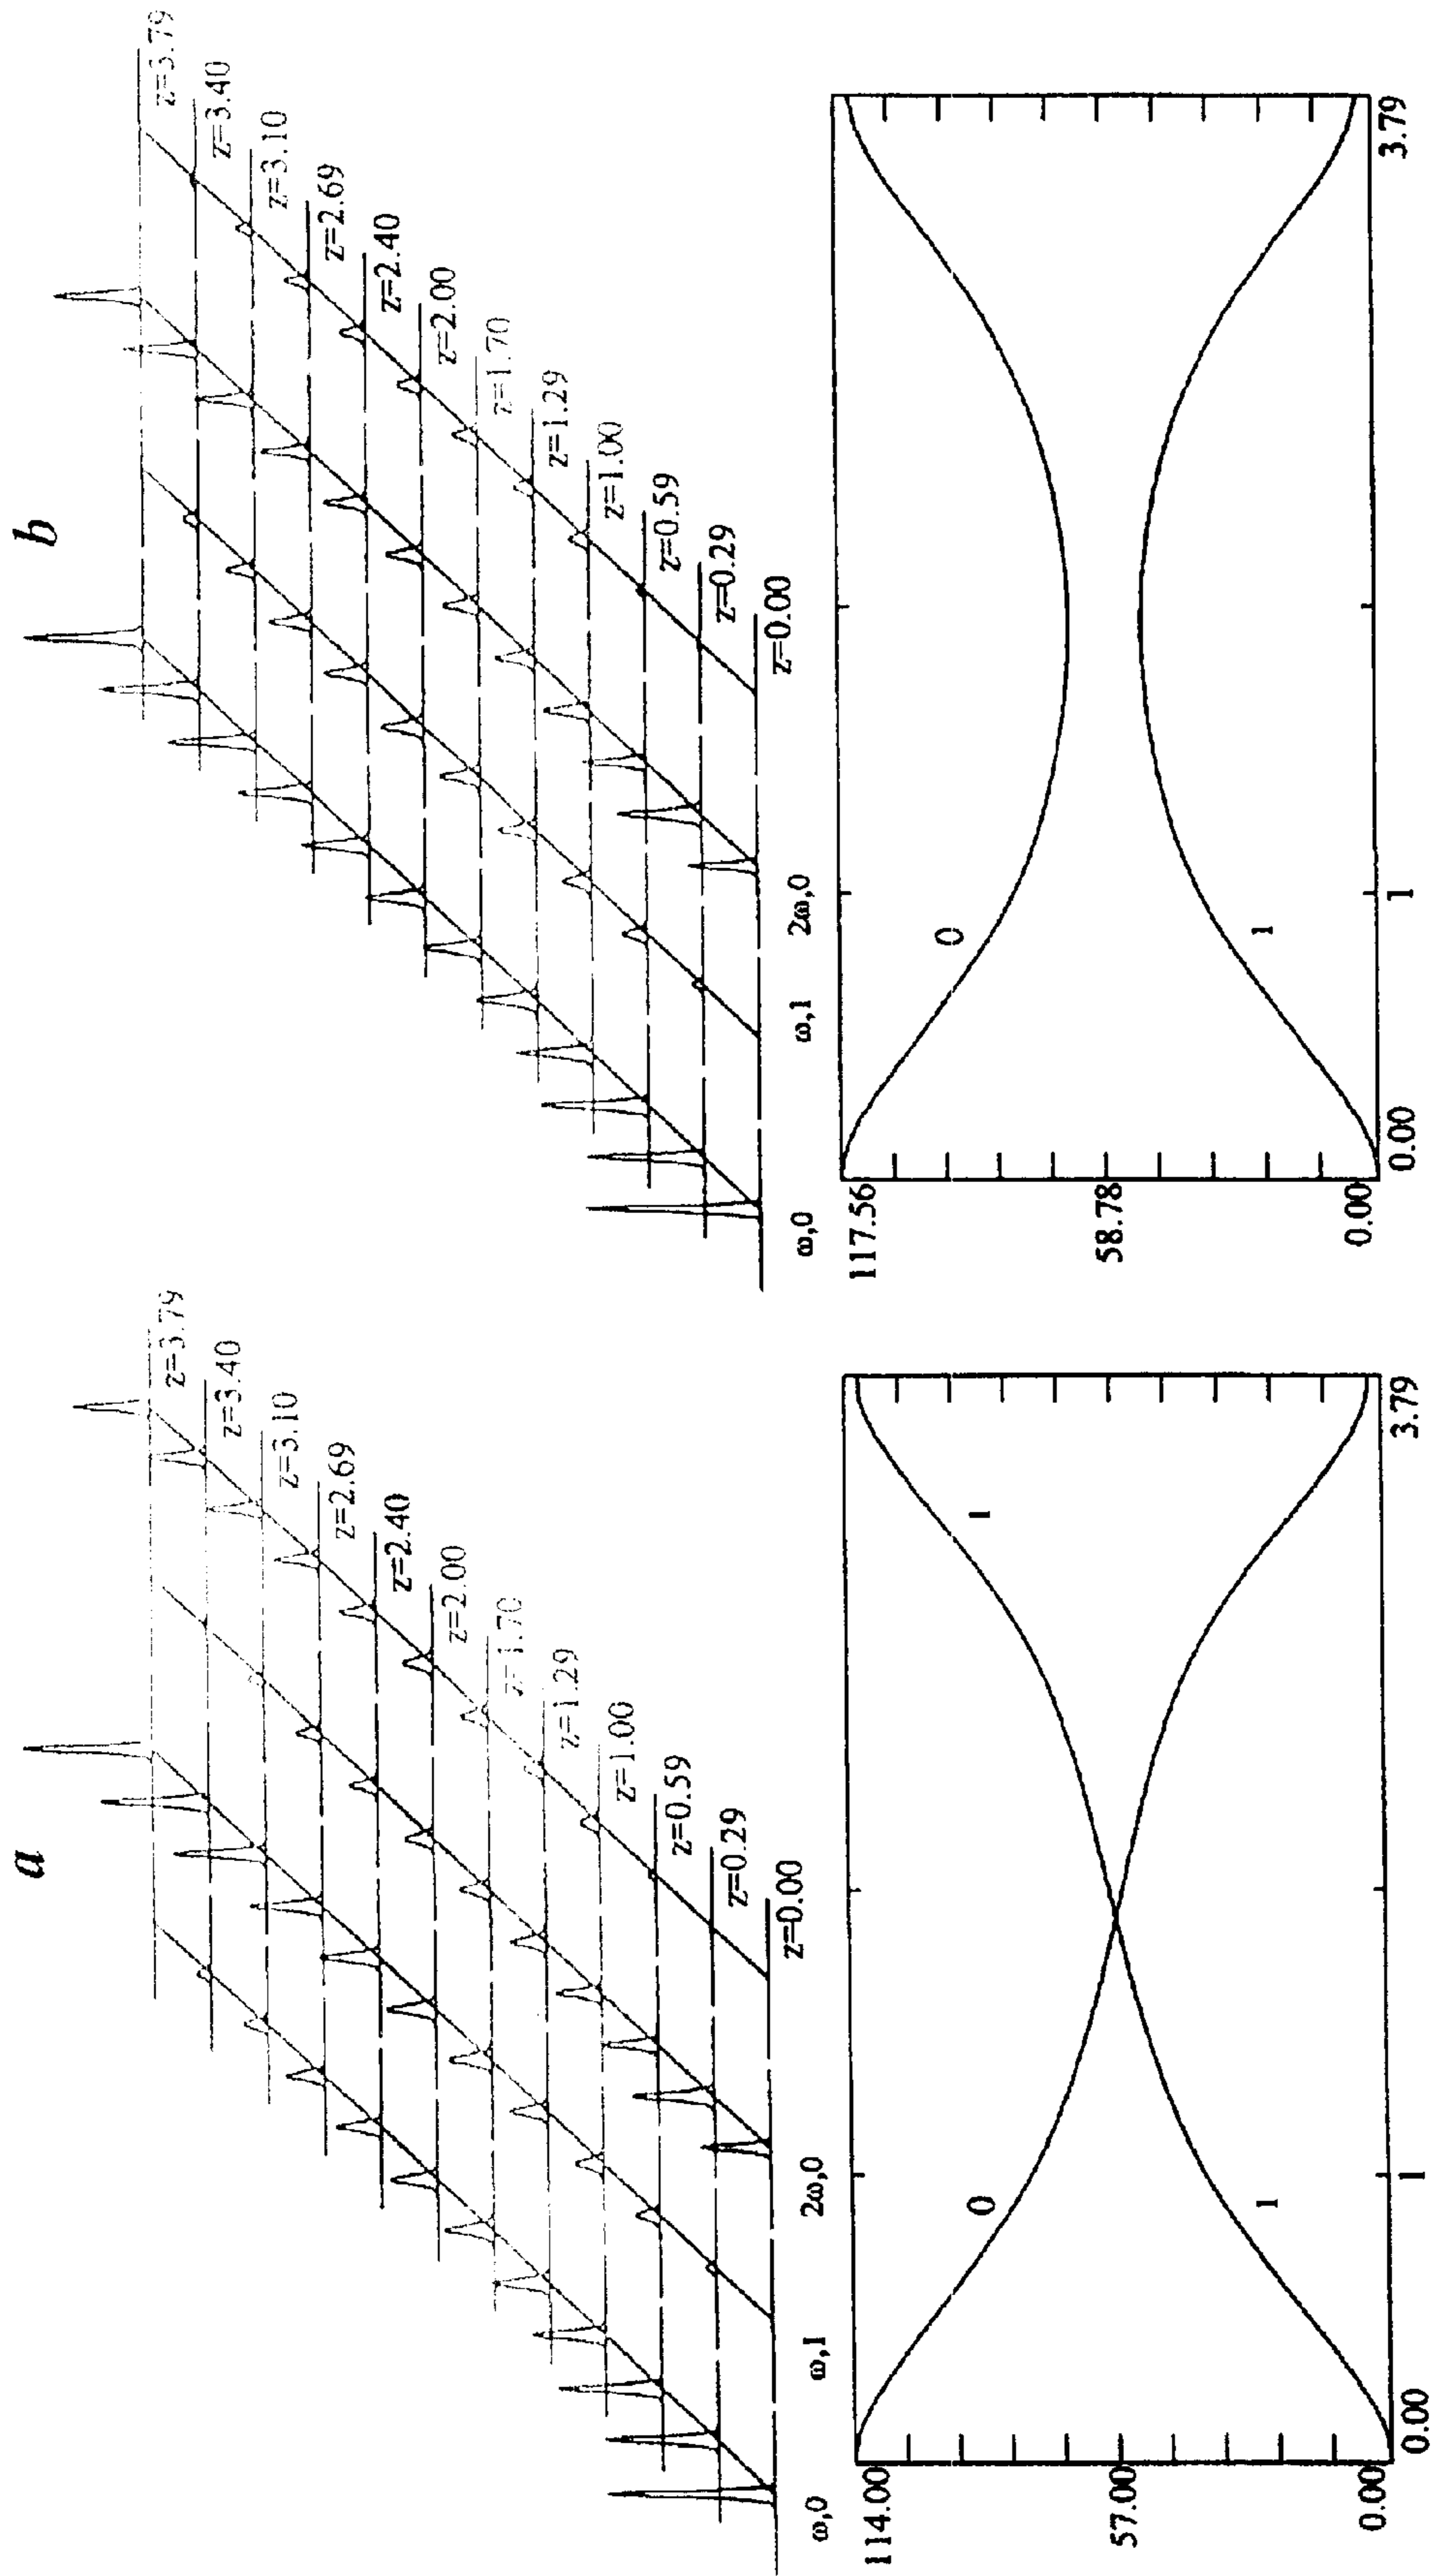 a
z=3.79
z=3.40
z=3.10
z=2.69
z=2.40
z=2.00
z=1.70
z=1.29
z=1.00
z=0.59
z=0.29
z=0.00
ω,0
ω,1
2ω,0
114.00
57.00
0.00
0
1
1
0.00
1
3.79
b
z=3.79
z=3.40
z=3.10
z=2.69
z=2.40
z=2.00
z=1.70
z=1.29
z=1.00
z=0.59
z=0.29
z=0.00
ω,0
ω,1
2ω,0
117.56
58.78
0.00
0
1
0.00
1
3.79